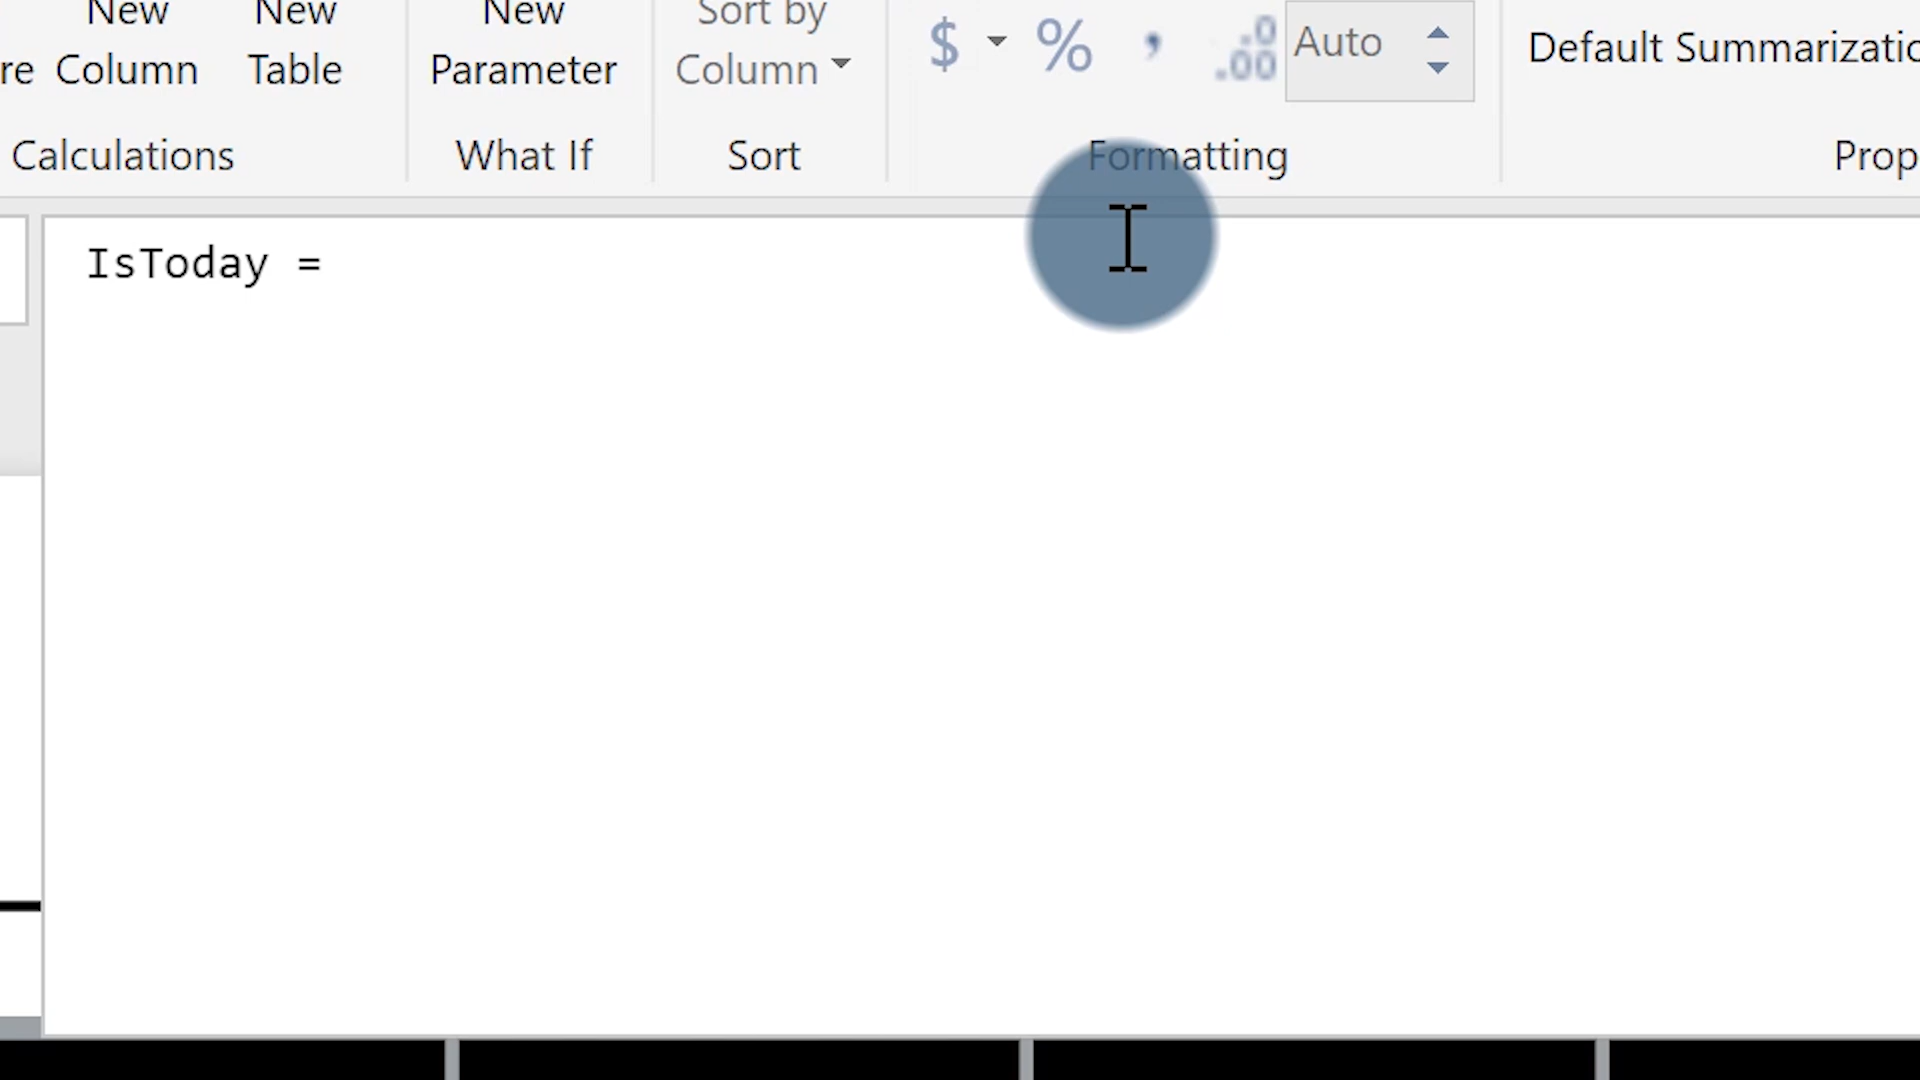 New New New Sort by
re Column Table Parameter Column $ % , .0 .00 Auto Default Summarizatio
Calculations What If Sort Formatting Prop
IsToday =